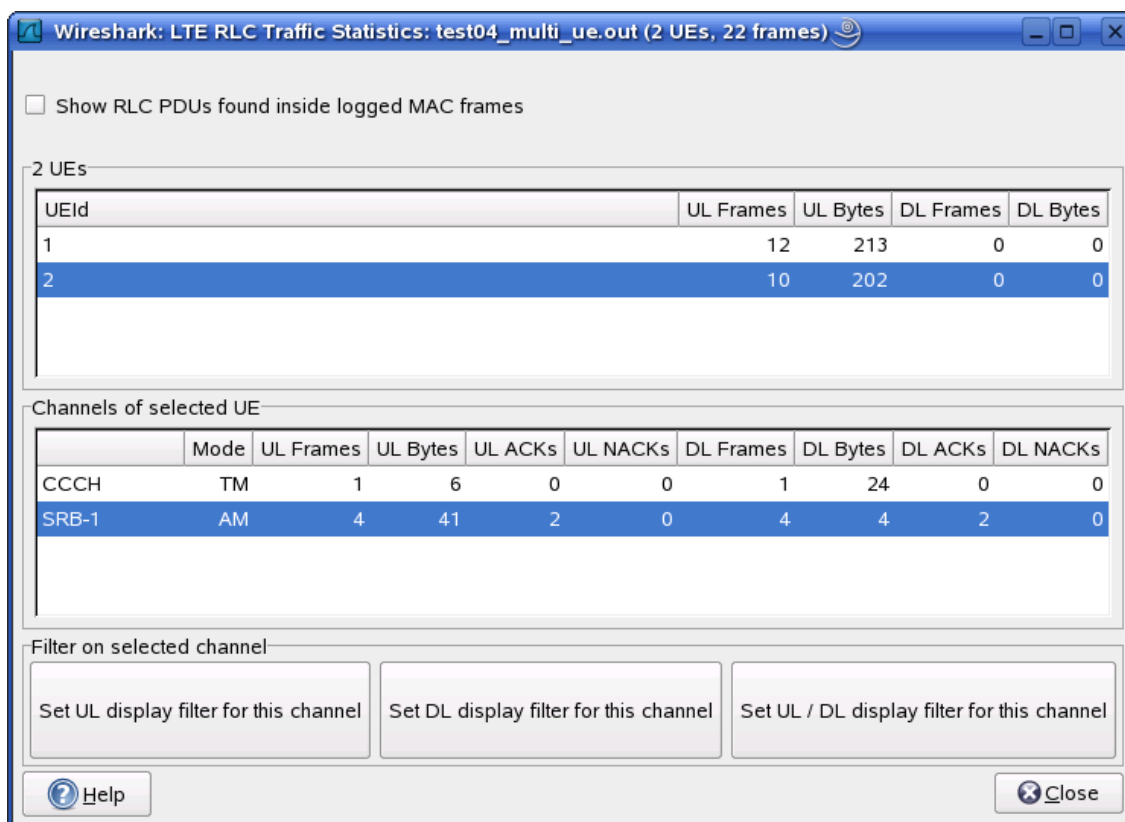 Wireshark: LTE RLC Traffic Statistics: test04_multi_ue.out (2 UEs, 22 frames)
Show RLC PDUs found inside logged MAC frames
2 UEs
UEId UL Frames UL Bytes DL Frames DL Bytes
1 12 213 0 0
2 10 202 0 0
Channels of selected UE
Mode UL Frames UL Bytes UL ACKs UL NACKs DL Frames DL Bytes DL ACKs DL NACKs
CCCH TM 1 6 0 0 1 24 0 0
SRB-1 AM 4 41 2 0 4 4 2 0
Filter on selected channel
Set UL display filter for this channel Set DL display filter for this channel Set UL / DL display filter for this channel
Help Close